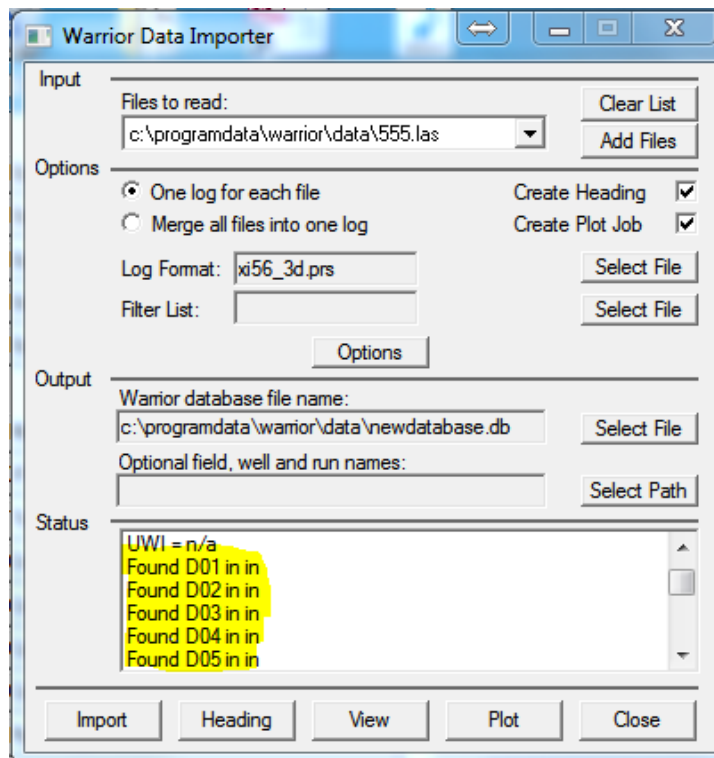 Warrior Data Importer
Input
Files to read:
Clear List
c:\programdata\warrior\data\555.las
Add Files
Options
One log for each file
Create Heading
Merge all files into one log
Create Plot Job
Log Format:
xi56_3d.prs
Select File
Filter List:
Select File
Options
Output
Warrior database file name:
c:\programdata\warrior\data\newdatabase.db
Select File
Optional field, well and run names:
Select Path
Status
UWI = n/a
Found D01 in in
Found D02 in in
Found D03 in in
Found D04 in in
Found D05 in in
Import
Heading
View
Plot
Close